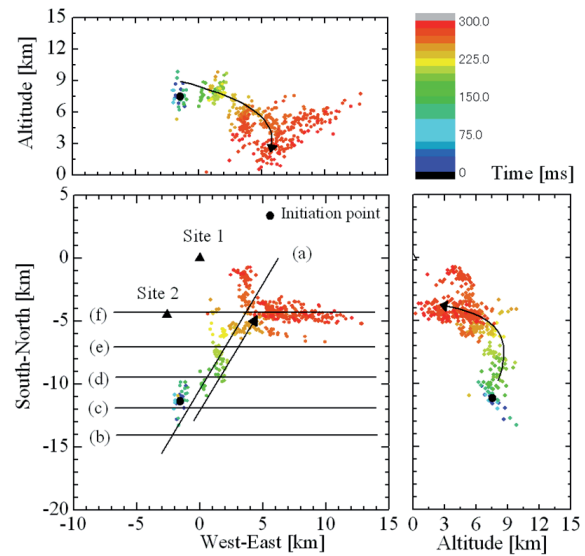 Altitude [km]
15
12
9
6
3
0
300.0
225.0
150.0
75.0
0
Time [ms]
South-North [km]
5
0
-5
-10
-15
-20
Initiation point
Site 1
(a)
Site 2
(f)
(e)
(d)
(c)
(b)
-10 -5 0 5 10 15
West-East [km]
0 3 6 9 12 15
Altitude [km]